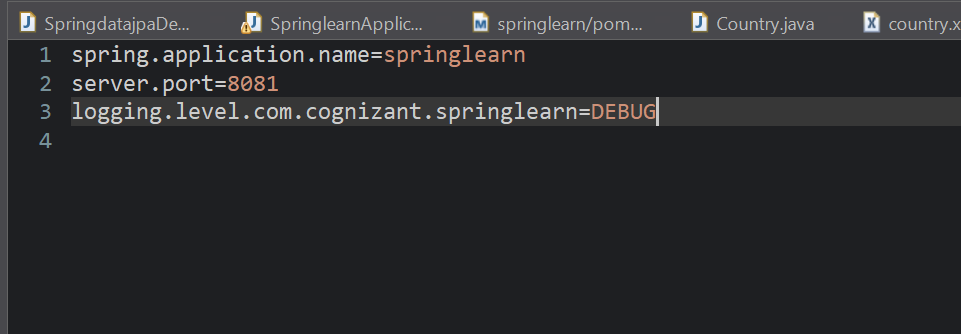 SpringdatajpaDe... SpringlearnApplic... springlearn/pom... Country.java country.x
1 spring.application.name=springlearn
2 server.port=8081
3 logging.level.com.cognizant.springlearn=DEBUG
4